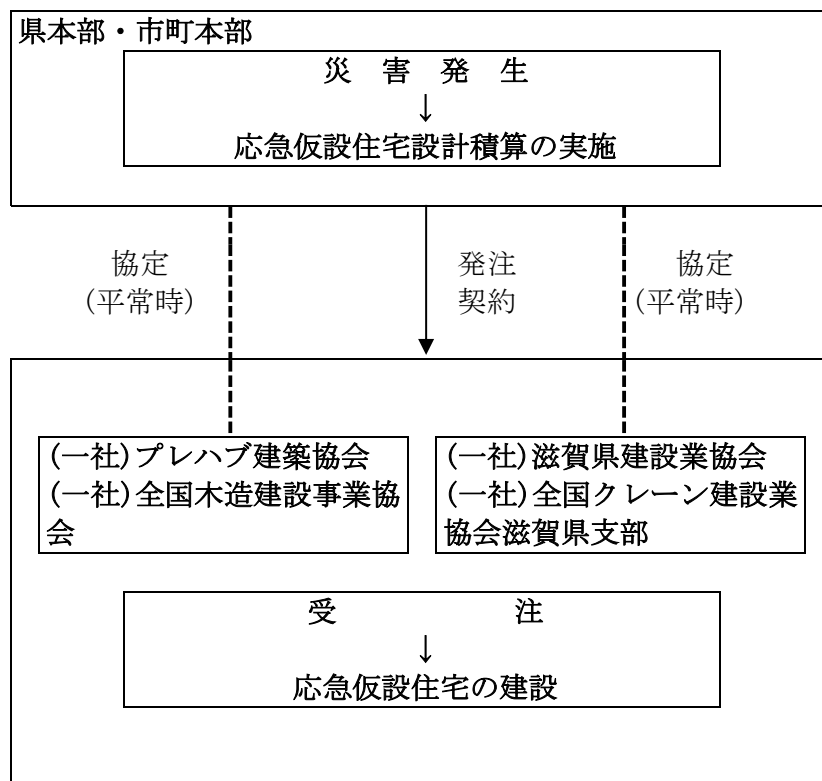 県本部・市町本部
災 害 発 生
↓
応急仮設住宅設計積算の実施
協定
(平常時)
発注
契約
協定
(平常時)
(一社)プレハブ建築協会
(一社)全国木造建設事業協
会
(一社)滋賀県建設業協会
(一社)全国クレーン建設業
協会滋賀県支部
受 注
↓
応急仮設住宅の建設